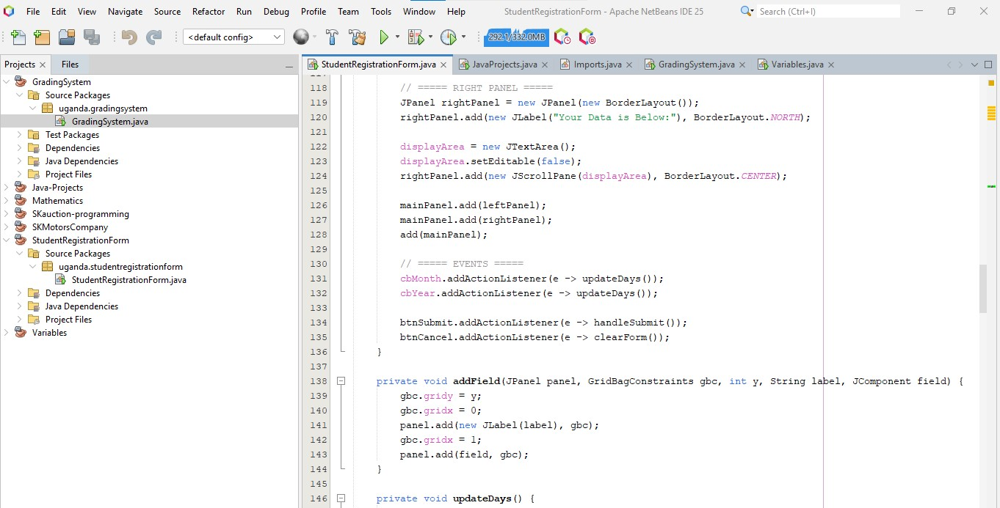 File Edit View Navigate Source Refactor Run Debug Profile Team Tools Window Help StudentRegistrationForm - Apache NetBeans IDE 25 Search (Ctrl+I)
<default config> 292.1/332.0MB
Projects Files
GradingSystem
Source Packages
uganda.gradingsystem
GradingSystem.java
Test Packages
Dependencies
Java Dependencies
Project Files
Java-Projects
Mathematics
SKauction-programming
SKMotorsCompany
StudentRegistrationForm
Source Packages
uganda.studentregistrationform
StudentRegistrationForm.java
Dependencies
Java Dependencies
Project Files
Variables
StudentRegistrationForm.java JavaProjects.java Imports.java GradingSystem.java Variables.java
118 // ===== RIGHT PANEL =====
119 JPanel rightPanel = new JPanel(new BorderLayout());
120 rightPanel.add(new JLabel("Your Data is Below:"), BorderLayout.NORTH);
121
122 displayArea = new JTextArea();
123 displayArea.setEditable(false);
124 rightPanel.add(new JScrollPane(displayArea), BorderLayout.CENTER);
125
126 mainPanel.add(leftPanel);
127 mainPanel.add(rightPanel);
128 add(mainPanel);
129
130 // ===== EVENTS =====
131 cbMonth.addActionListener(e -> updateDays());
132 cbYear.addActionListener(e -> updateDays());
133
134 btnSubmit.addActionListener(e -> handleSubmit());
135 btnCancel.addActionListener(e -> clearForm());
136 }
137
138 private void addField(JPanel panel, GridBagConstraints gbc, int y, String label, JComponent field) {
139 gbc.gridy = y;
140 gbc.gridx = 0;
141 panel.add(new JLabel(label), gbc);
142 gbc.gridx = 1;
143 panel.add(field, gbc);
144 }
145
146 private void updateDays() {